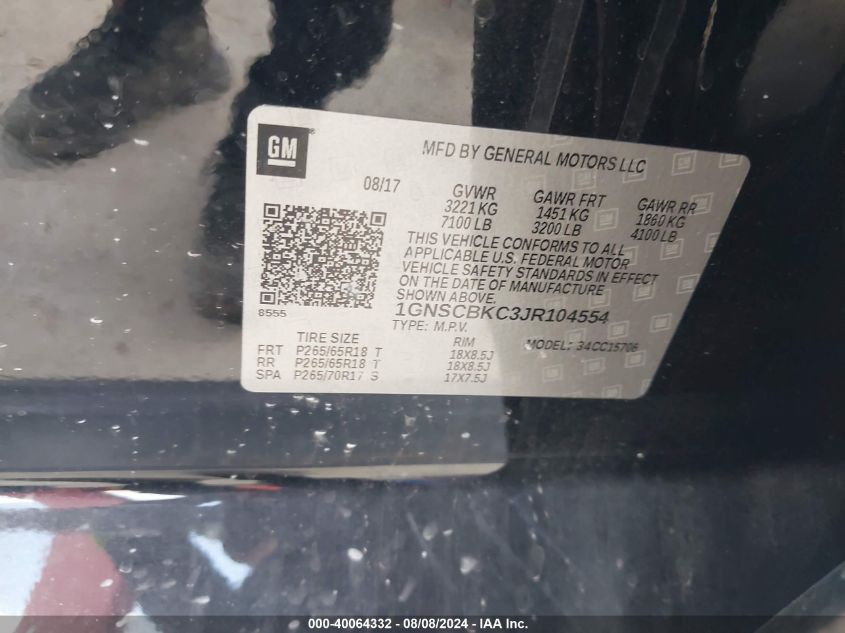 GM ®
MFD BY GENERAL MOTORS LLC
08/17 GVWR GAWR FRT GAWR RR
3221 KG 1451 KG 1860 KG
7100 LB 3200 LB 4100 LB
THIS VEHICLE CONFORMS TO ALL
APPLICABLE U.S. FEDERAL MOTOR
VEHICLE SAFETY STANDARDS IN EFFECT
ON THE DATE OF MANUFACTURE
SHOWN ABOVE.
8555
1GNSCBKC3JR104554
TYPE: M.P.V.
MODEL: 34CC15706
TIRE SIZE RIM
FRT P265/65R18 T 18X8.5J
RR P265/65R18 T 18X8.5J
SPA P265/70R17 S 17X7.5J
000-40064332 - 08/08/2024 - IAA Inc.